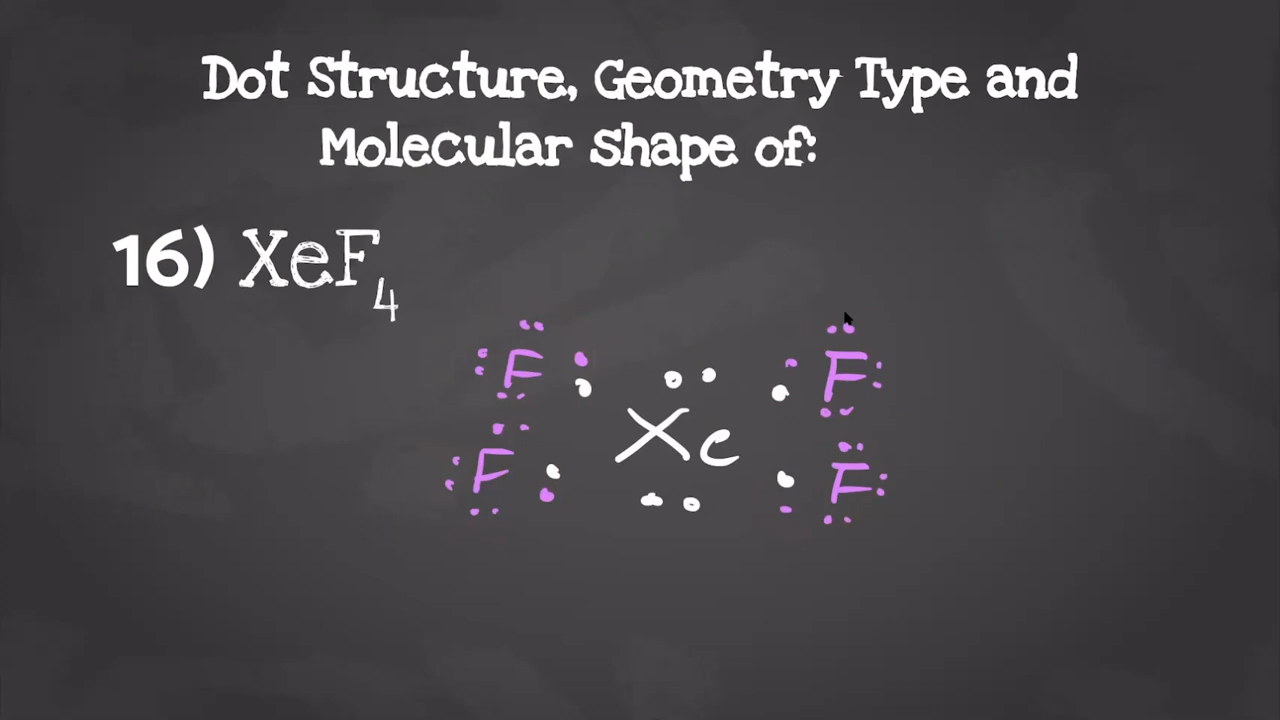 Dot Structure, Geometry Type and
Molecular Shape of:
16) XeF₄
F F
Xe
F F